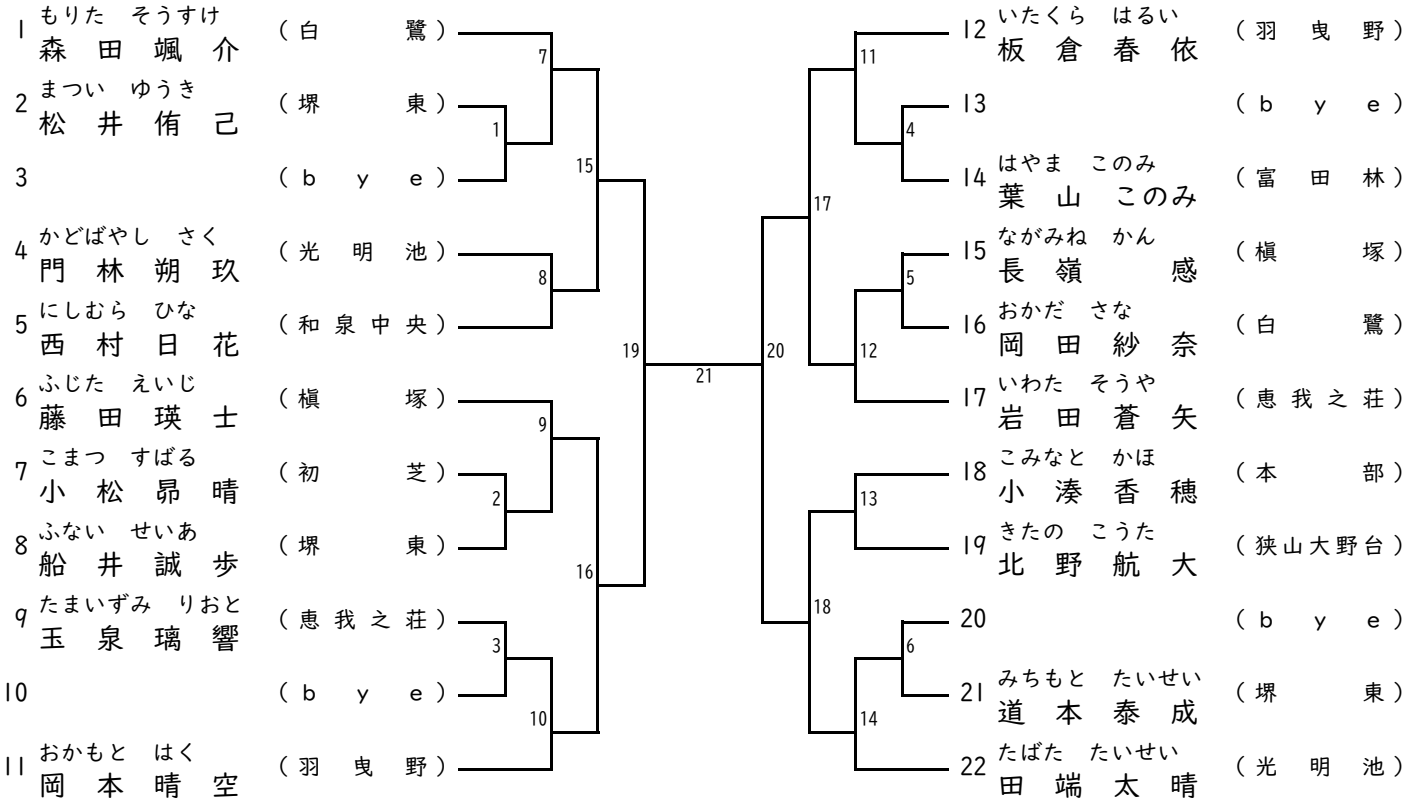 もりた　そうすけ
1 森田颯介 (白鷺)
まつい　ゆうき
2 松井侑己 (堺東)
3 (bye)
かどばやし　さく
4 門林朔玖 (光明池)
にしむら　ひな
5 西村日花 (和泉中央)
ふじた　えいじ
6 藤田瑛士 (槇塚)
こまつ　すばる
7 小松昴晴 (初芝)
ふない　せいあ
8 船井誠歩 (堺東)
たまいずみ　りおと
9 玉泉璃響 (恵我之荘)
10 (bye)
おかもと　はく
11 岡本晴空 (羽曳野)
7
1
15
8
19
9
2
16
3
10
21
11
4
17
5
20
12
13
18
6
14
いたくら　はるい
12 板倉春依 (羽曳野)
13 (bye)
はやま　このみ
14 葉山このみ (富田林)
ながみね　かん
15 長嶺感 (槇塚)
おかだ　さな
16 岡田紗奈 (白鷺)
いわた　そうや
17 岩田蒼矢 (恵我之荘)
こみなと　かほ
18 小湊香穂 (本部)
きたの　こうた
19 北野航大 (狭山大野台)
20 (bye)
みちもと　たいせい
21 道本泰成 (堺東)
たばた　たいせい
22 田端太晴 (光明池)